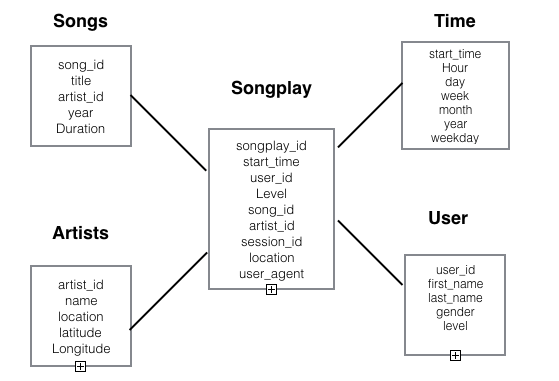 Songs
song_id
title
artist_id
year
Duration
Time
start_time
Hour
day
week
month
year
weekday
Songplay
songplay_id
start_time
user_id
Level
song_id
artist_id
session_id
location
user_agent
Artists
artist_id
name
location
latitude
Longitude
User
user_id
first_name
last_name
gender
level